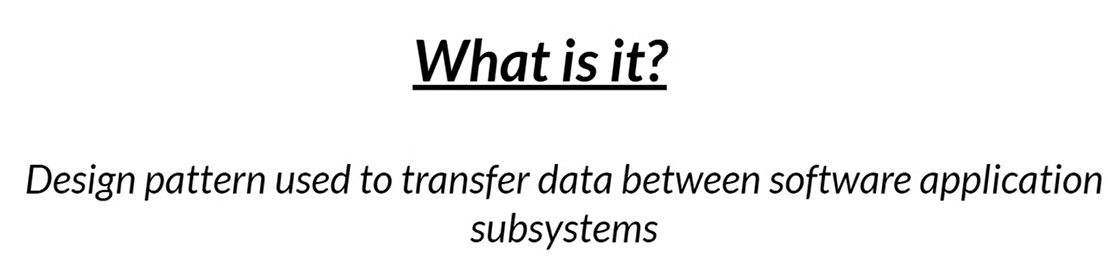 What is it?
Design pattern used to transfer data between software application
subsystems